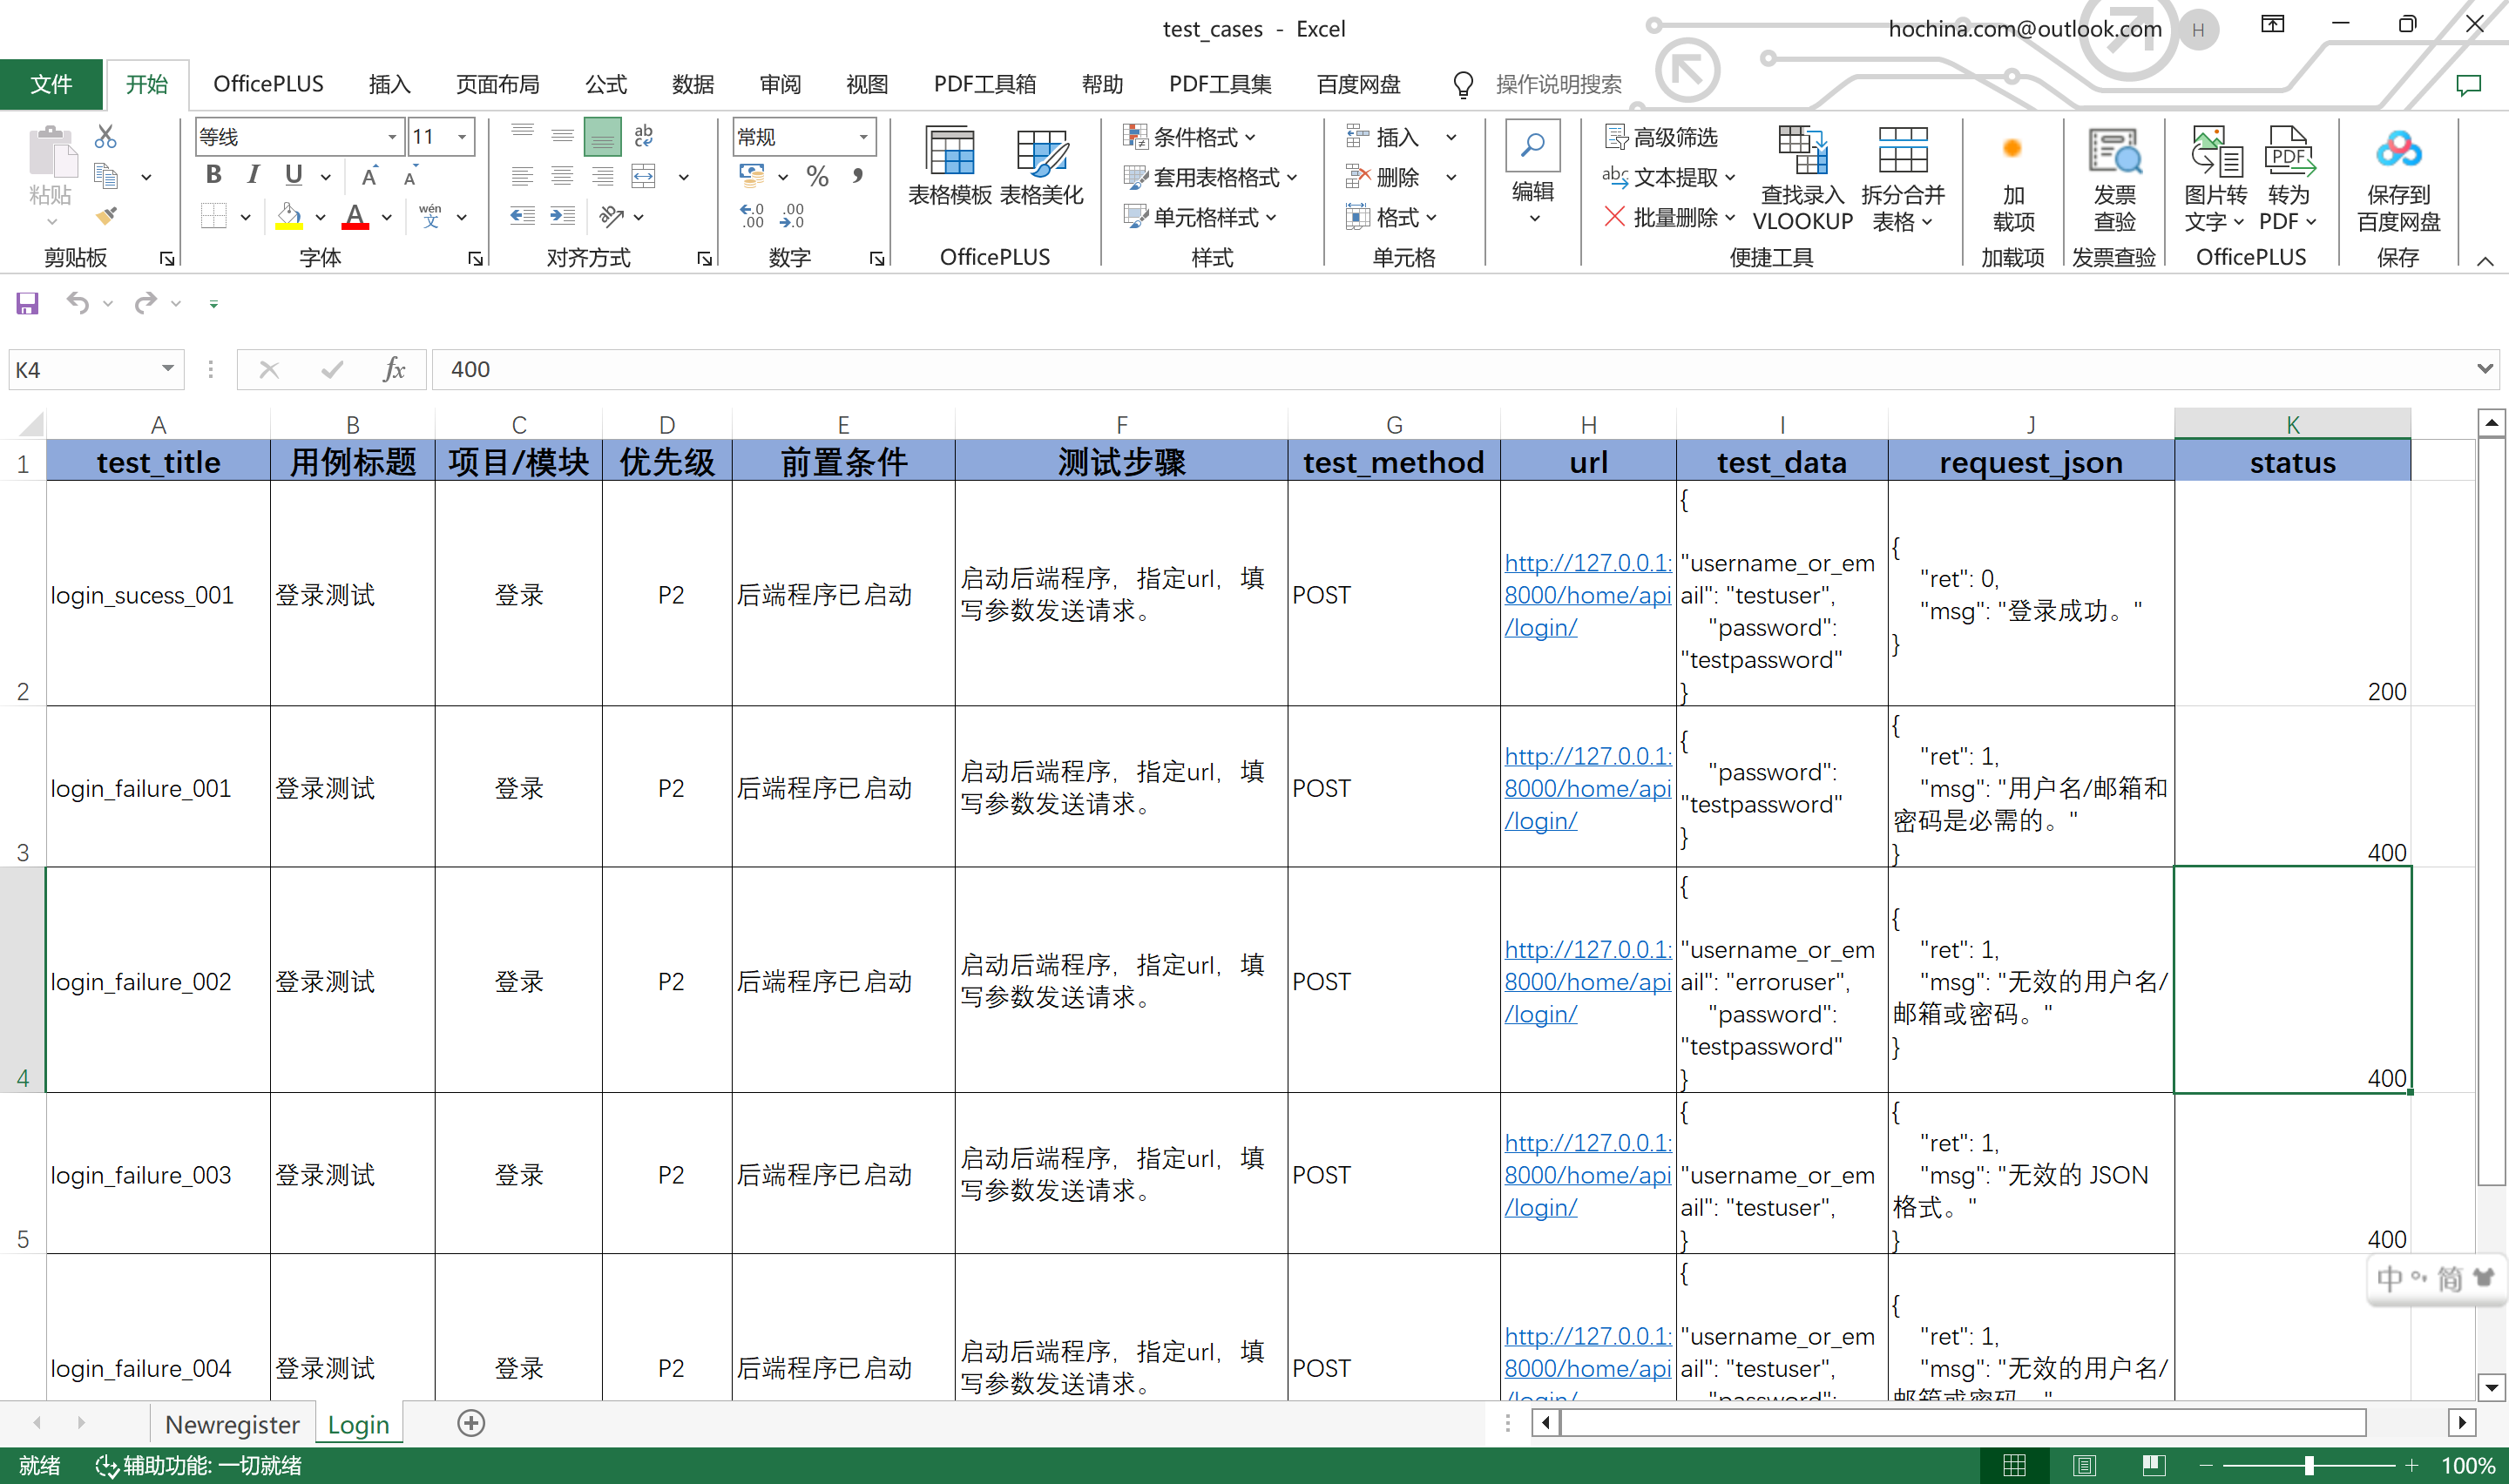 test_cases - Excel
hochina.com@outlook.com
H
文件
开始
OfficePLUS
插入
页面布局
公式
数据
审阅
视图
PDF工具箱
帮助
PDF工具集
百度网盘
操作说明搜索
粘贴
剪贴板
等线
11
B I U
A A
wén
文
字体
ab
对齐方式
常规
%
数字
表格模板
表格美化
OfficePLUS
条件格式
套用表格格式
单元格样式
样式
插入
删除
格式
单元格
编辑
高级筛选
文本提取
批量删除
查找录入
VLOOKUP
拆分合并
表格
便捷工具
加
载项
加载项
发票
查验
发票查验
图片转
文字
转为
PDF
OfficePLUS
保存到
百度网盘
保存
K4
fx
400
A B C D E F G H I J K
1
test_title
用例标题
项目/模块
优先级
前置条件
测试步骤
test_method
url
test_data
request_json
status
2
login_sucess_001
登录测试
登录
P2
后端程序已启动
启动后端程序，指定url，填
写参数发送请求。
POST
http://127.0.0.1:
8000/home/api
/login/
{
"username_or_em
ail": "testuser",
"password":
"testpassword"
}
{
"ret": 0,
"msg": "登录成功。"
}
200
3
login_failure_001
登录测试
登录
P2
后端程序已启动
启动后端程序，指定url，填
写参数发送请求。
POST
http://127.0.0.1:
8000/home/api
/login/
{
"password":
"testpassword"
}
{
"ret": 1,
"msg": "用户名/邮箱和
密码是必需的。"
}
400
4
login_failure_002
登录测试
登录
P2
后端程序已启动
启动后端程序，指定url，填
写参数发送请求。
POST
http://127.0.0.1:
8000/home/api
/login/
{
"username_or_em
ail": "erroruser",
"password":
"testpassword"
}
{
"ret": 1,
"msg": "无效的用户名/
邮箱或密码。"
}
400
5
login_failure_003
登录测试
登录
P2
后端程序已启动
启动后端程序，指定url，填
写参数发送请求。
POST
http://127.0.0.1:
8000/home/api
/login/
{
"username_or_em
ail": "testuser",
}
{
"ret": 1,
"msg": "无效的 JSON
格式。"
}
400
login_failure_004
登录测试
登录
P2
后端程序已启动
启动后端程序，指定url，填
写参数发送请求。
POST
http://127.0.0.1:
8000/home/api
/login/
{
"username_or_em
ail": "testuser",
"password":
{
"ret": 1,
"msg": "无效的用户名/
邮箱或密码。"
中 简
Newregister
Login
就绪
辅助功能: 一切就绪
100%